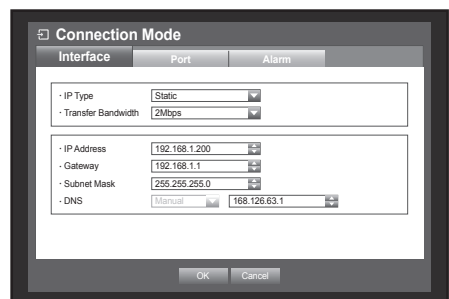 Connection Mode
Interface Port Alarm
· IP Type Static
· Transfer Bandwidth 2Mbps
· IP Address 192.168.1.200
· Gateway 192.168.1.1
· Subnet Mask 255.255.255.0
· DNS Manual 168.126.63.1
OK Cancel